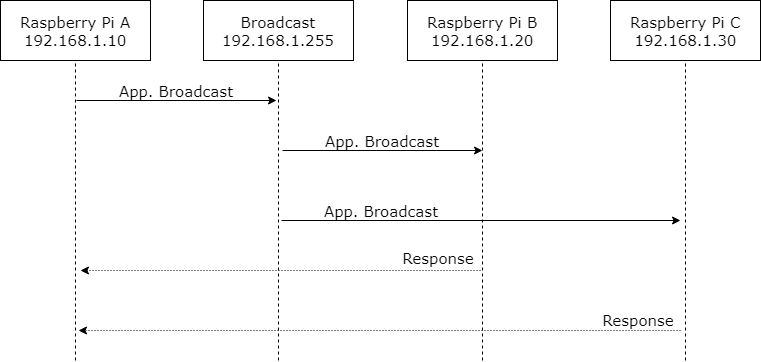 Raspberry Pi A
192.168.1.10
Broadcast
192.168.1.255
Raspberry Pi B
192.168.1.20
Raspberry Pi C
192.168.1.30
App. Broadcast
App. Broadcast
App. Broadcast
Response
Response